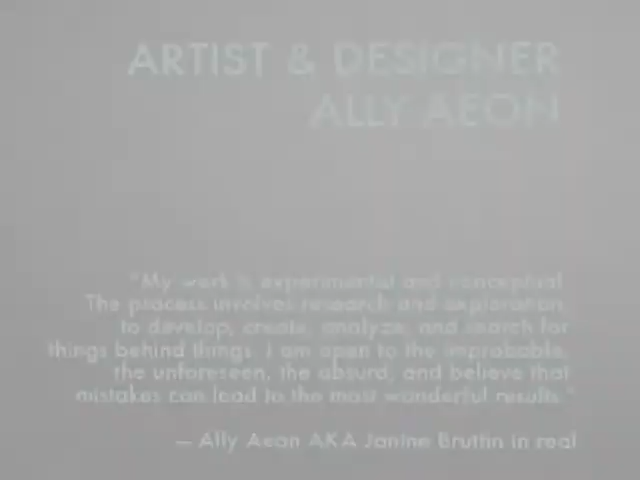 ARTIST & DESIGNER
ALLY AEON
"My work is experimental and conceptual.
The process involves research and exploration
to develop, create, analyze, and search for
things behind things. I am open to the improbable,
the unforeseen, the absurd, and believe that
mistakes can lead to the most wonderful results."
— Ally Aeon AKA Janine Bruttin in real